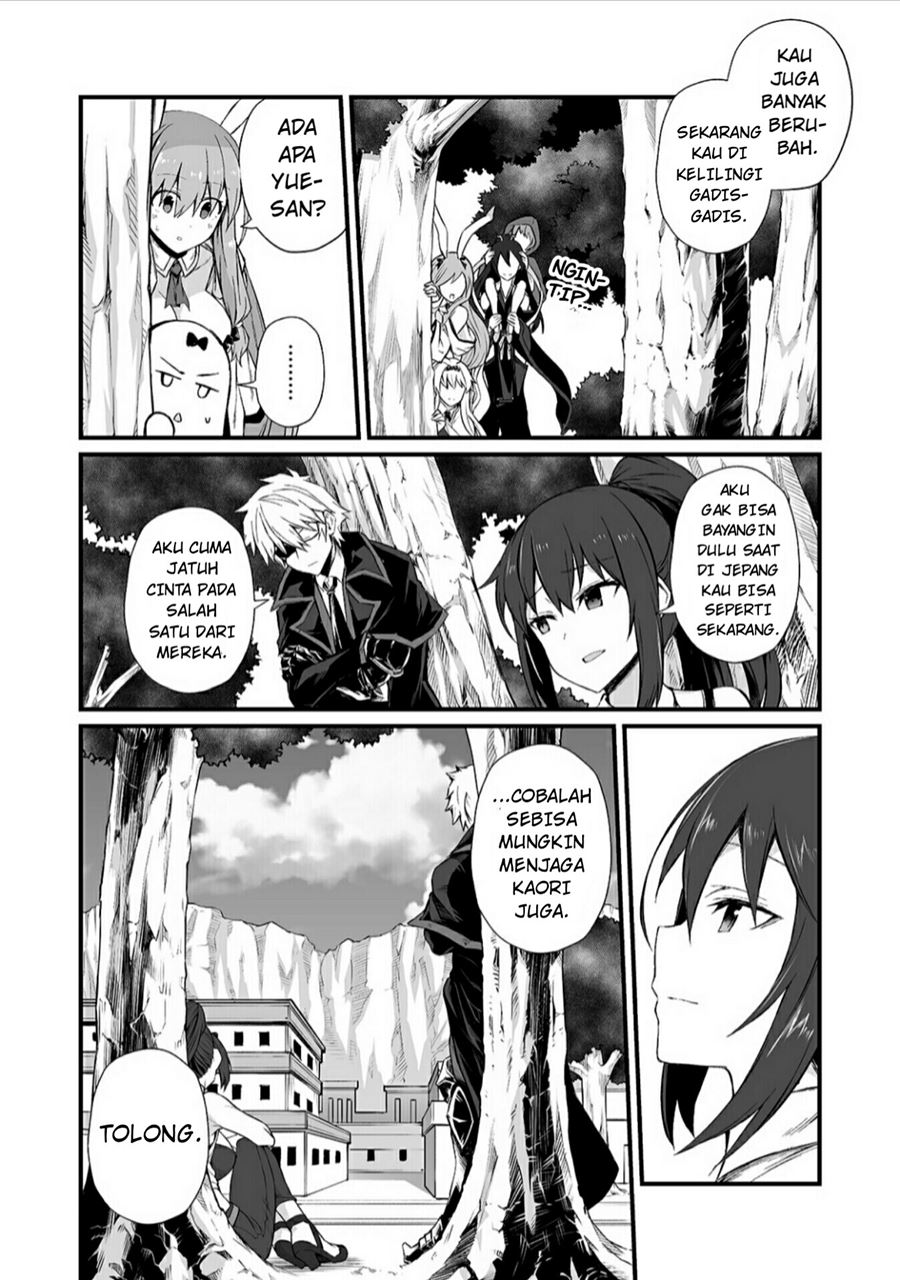 KAU
JUGA
BANYAK
BERU-
BAH.
SEKARANG
KAU DI
KELILINGI
GADIS-
GADIS.
NGIN-
TIP...
ADA
APA
YUE-
SAN?
.........
AKU
GAK BISA
BAYANGIN
DULU SAAT
DI JEPANG
KAU BISA
SEPERTI
SEKARANG.
AKU CUMA
JATUH
CINTA PADA
SALAH
SATU DARI
MEREKA.
...COBALAH
SEBISA
MUNGKIN
MENJAGA
KAORI
JUGA.
TOLONG.